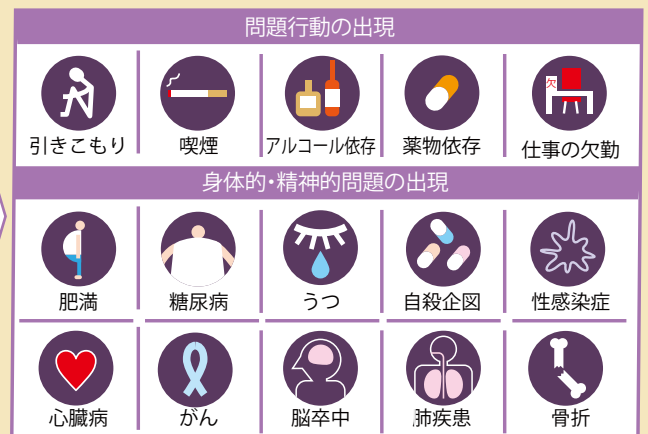 問題行動の出現
引きこもり
喫煙
アルコール依存
薬物依存
欠
仕事の欠勤
身体的・精神的問題の出現
肥満
糖尿病
うつ
自殺企図
性感染症
心臓病
がん
脳卒中
肺疾患
骨折